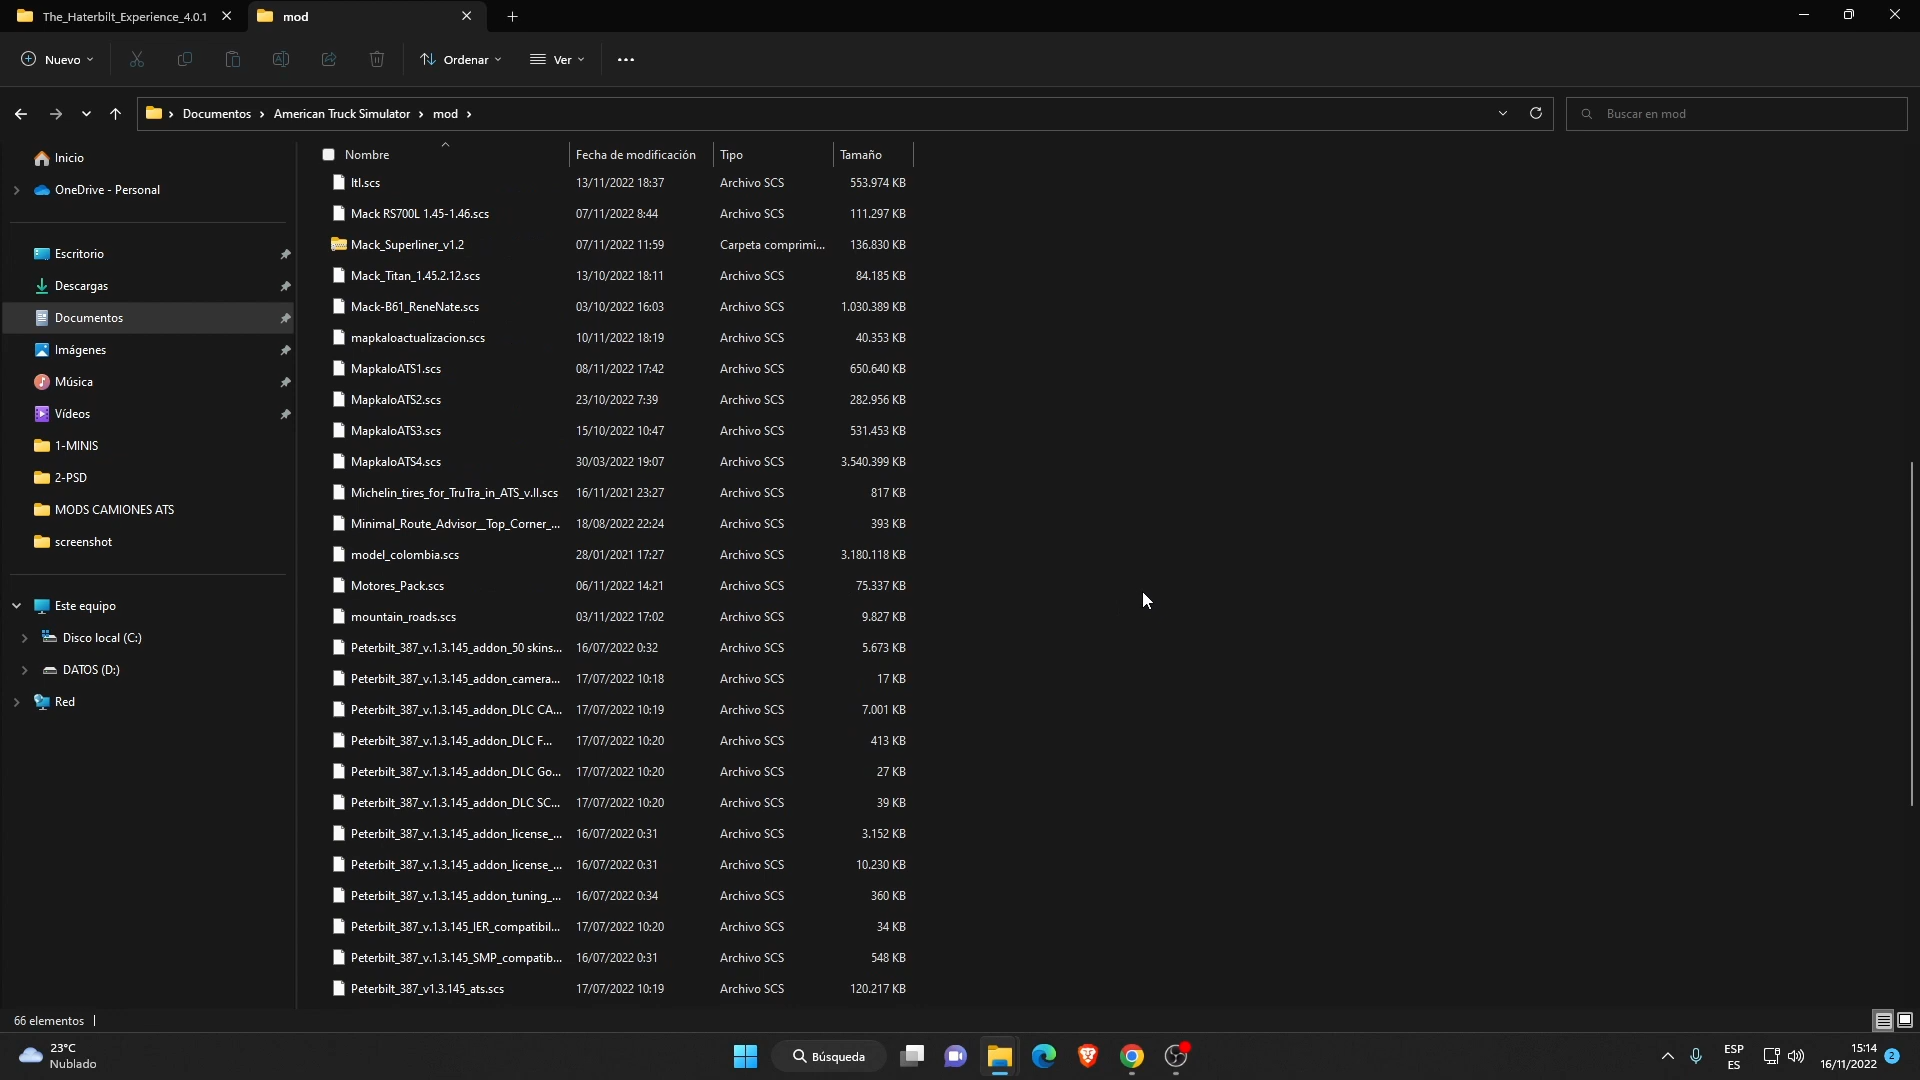 The_Haterbilt_Experience_4.0.1
mod
Nuevo
Ordenar
Ver
Documentos
American Truck Simulator
mod
Buscar en mod
Inicio
OneDrive - Personal
Escritorio
Descargas
Documentos
Imágenes
Música
Vídeos
1-MINIS
2-PSD
MODS CAMIONES ATS
screenshot
Este equipo
Disco local (C:)
DATOS (D:)
Red
Nombre Fecha de modificación Tipo Tamaño
ltl.scs 13/11/2022 18:37 Archivo SCS 553.974 KB
Mack RS700L 1.45-1.46.scs 07/11/2022 8:44 Archivo SCS 111.297 KB
Mack_Superliner_v1.2 07/11/2022 11:59 Carpeta comprimi... 136.830 KB
Mack_Titan_1.45.2.12.scs 13/10/2022 18:11 Archivo SCS 84.185 KB
Mack-B61_ReneNate.scs 03/10/2022 16:03 Archivo SCS 1.030.389 KB
mapkaloactualizacion.scs 10/11/2022 18:19 Archivo SCS 40.353 KB
MapkaloATS1.scs 08/11/2022 17:42 Archivo SCS 650.640 KB
MapkaloATS2.scs 23/10/2022 7:39 Archivo SCS 282.956 KB
MapkaloATS3.scs 15/10/2022 10:47 Archivo SCS 531.453 KB
MapkaloATS4.scs 30/03/2022 19:07 Archivo SCS 3.540.399 KB
Michelin_tires_for_TruTra_in_ATS_v.II.scs 16/11/2021 23:27 Archivo SCS 817 KB
Minimal_Route_Advisor__Top_Corner_... 18/08/2022 22:24 Archivo SCS 393 KB
model_colombia.scs 28/01/2021 17:27 Archivo SCS 3.180.118 KB
Motores_Pack.scs 06/11/2022 14:21 Archivo SCS 75.337 KB
mountain_roads.scs 03/11/2022 17:02 Archivo SCS 9.827 KB
Peterbilt_387_v.1.3.145_addon_50 skins... 16/07/2022 0:32 Archivo SCS 5.673 KB
Peterbilt_387_v.1.3.145_addon_camera... 17/07/2022 10:18 Archivo SCS 17 KB
Peterbilt_387_v.1.3.145_addon_DLC CA... 17/07/2022 10:19 Archivo SCS 7.001 KB
Peterbilt_387_v.1.3.145_addon_DLC F... 17/07/2022 10:20 Archivo SCS 413 KB
Peterbilt_387_v.1.3.145_addon_DLC Go... 17/07/2022 10:20 Archivo SCS 27 KB
Peterbilt_387_v.1.3.145_addon_DLC SC... 17/07/2022 10:20 Archivo SCS 39 KB
Peterbilt_387_v.1.3.145_addon_license_... 16/07/2022 0:31 Archivo SCS 3.152 KB
Peterbilt_387_v.1.3.145_addon_license_... 16/07/2022 0:31 Archivo SCS 10.230 KB
Peterbilt_387_v.1.3.145_addon_tuning_... 16/07/2022 0:34 Archivo SCS 360 KB
Peterbilt_387_v.1.3.145_IER_compatibil... 17/07/2022 10:20 Archivo SCS 34 KB
Peterbilt_387_v.1.3.145_SMP_compatib... 16/07/2022 0:31 Archivo SCS 548 KB
Peterbilt_387_v1.3.145_ats.scs 17/07/2022 10:19 Archivo SCS 120.217 KB
66 elementos
23°C
Nublado
Búsqueda
ESP
ES
15:14
16/11/2022
2